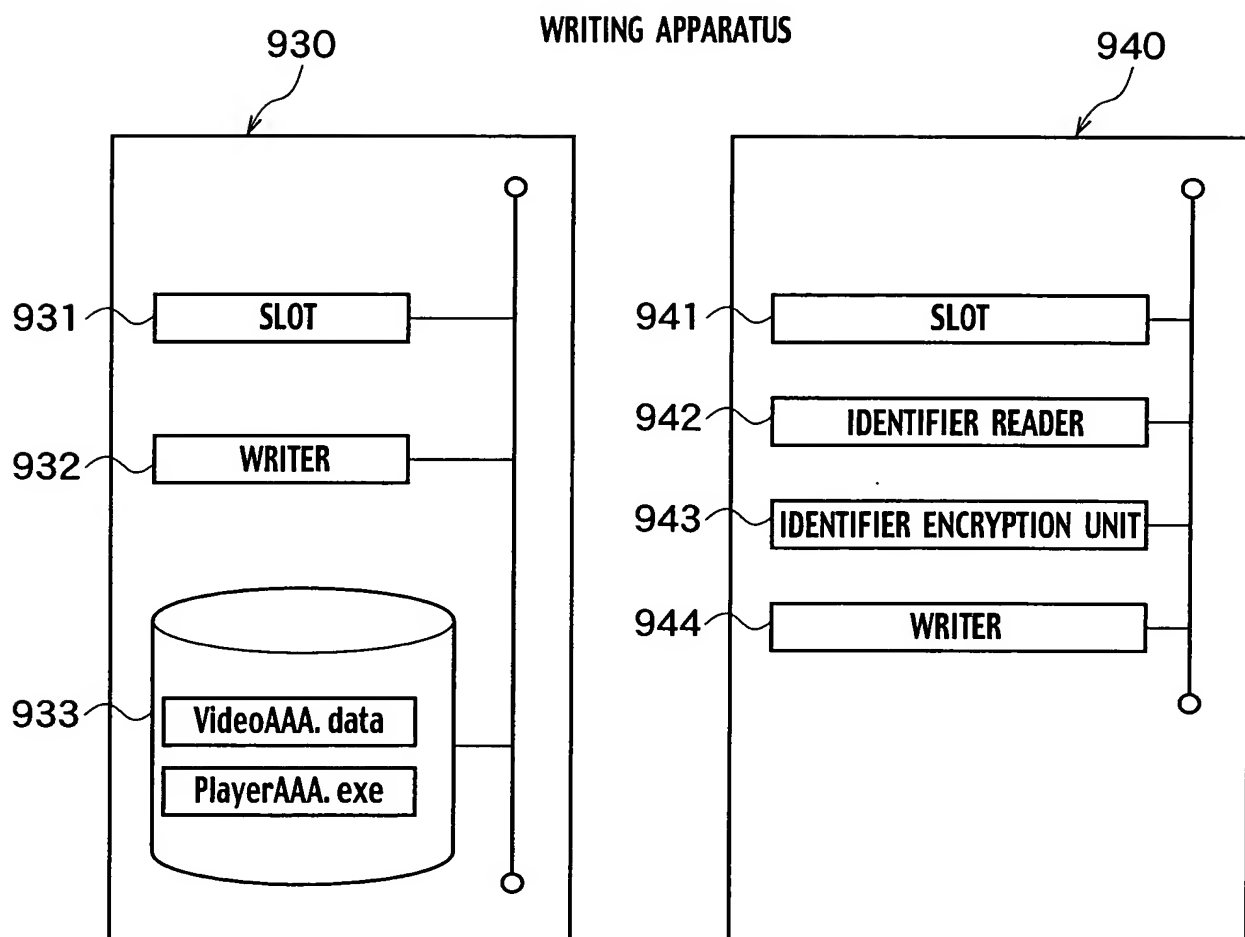 WRITING APPARATUS
930
940
931
SLOT
941
SLOT
942
IDENTIFIER READER
932
WRITER
943
IDENTIFIER ENCRYPTION UNIT
944
WRITER
933
VideoAAA.data
PlayerAAA.exe